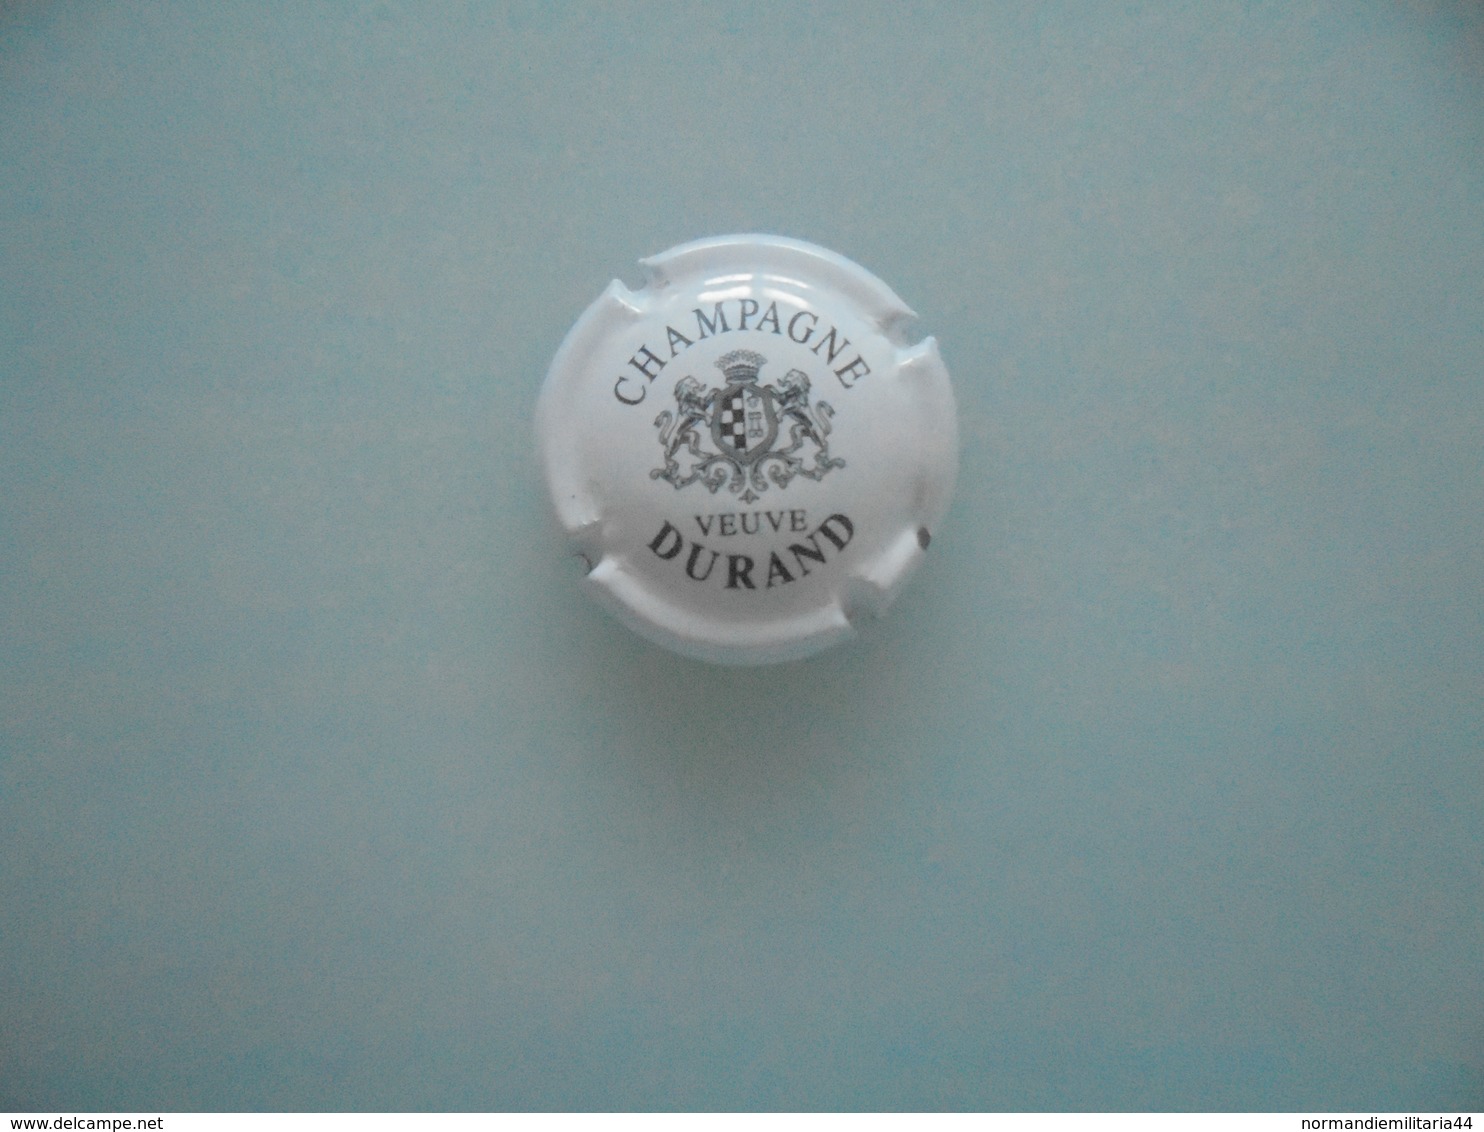 CHAMPAGNE
VEUVE
DURAND
www.delcampe.net
normandiemilitaria44